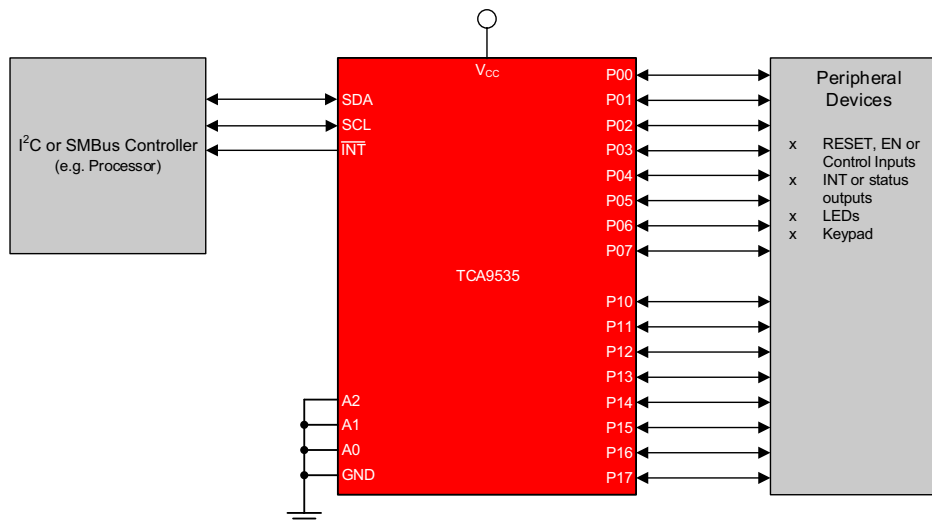 I²C or SMBus Controller
(e.g. Processor)
VCC
SDA
SCL
INT
TCA9535
A2
A1
A0
GND
P00
P01
P02
P03
P04
P05
P06
P07
P10
P11
P12
P13
P14
P15
P16
P17
Peripheral
Devices
x RESET, EN or
Control Inputs
x INT or status
outputs
x LEDs
x Keypad